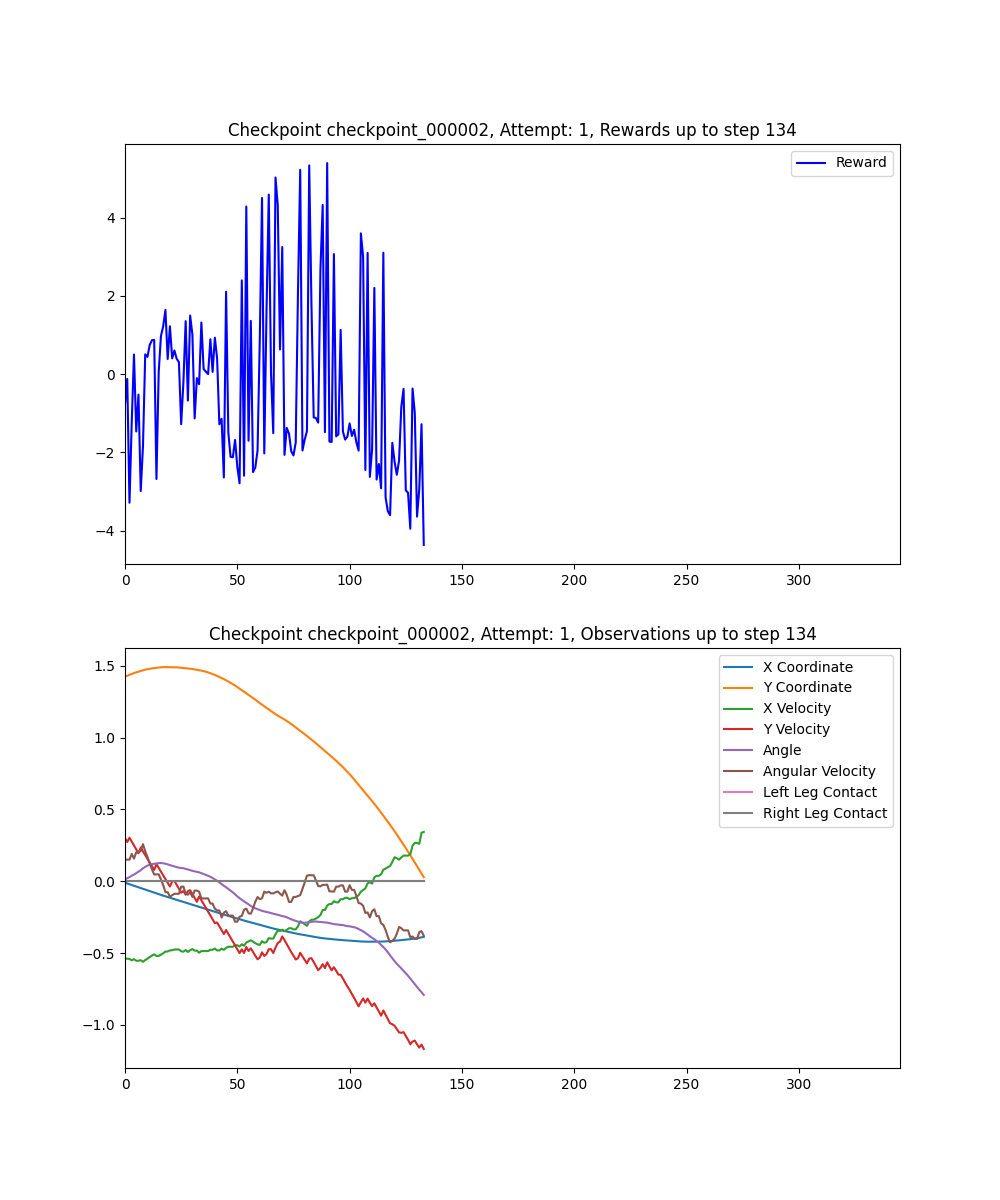 Checkpoint checkpoint_000002, Attempt: 1, Rewards up to step 134
Reward
4
2
0
−2
−4
0 50 100 150 200 250 300
Checkpoint checkpoint_000002, Attempt: 1, Observations up to step 134
X Coordinate
Y Coordinate
X Velocity
Y Velocity
Angle
Angular Velocity
Left Leg Contact
Right Leg Contact
1.5
1.0
0.5
0.0
−0.5
−1.0
0 50 100 150 200 250 300